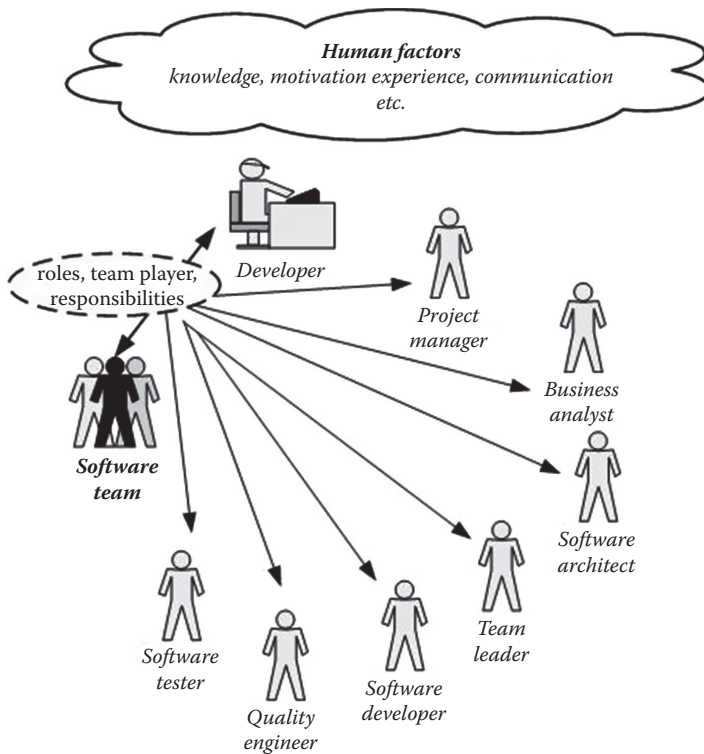 Human factors
knowledge, motivation experience, communication
etc.
roles, team player,
responsibilities
Developer
Project
manager
Business
analyst
Software
team
Software
architect
Team
leader
Software
tester
Software
developer
Quality
engineer